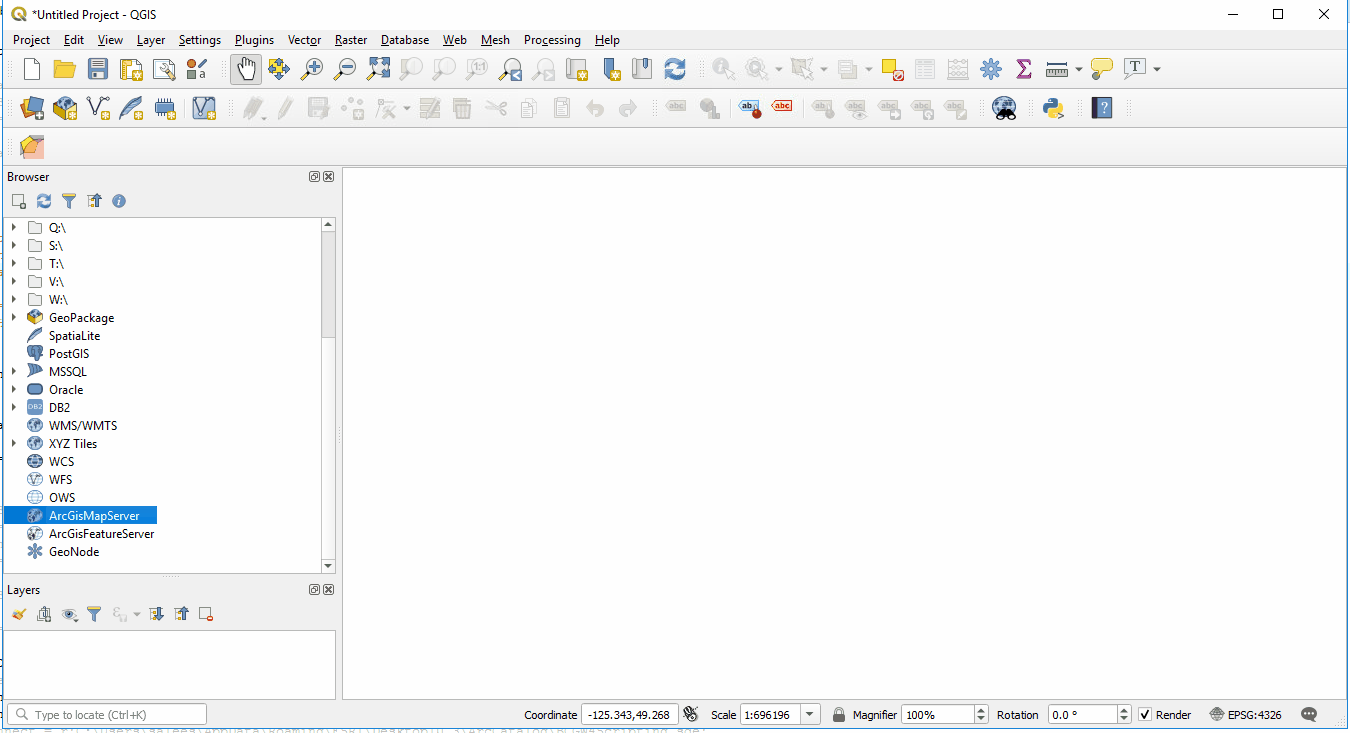 *Untitled Project - QGIS
Project Edit View Layer Settings Plugins Vector Raster Database Web Mesh Processing Help
Browser
Q:\
S:\
T:\
V:\
W:\
GeoPackage
SpatiaLite
PostGIS
MSSQL
Oracle
DB2
WMS/WMTS
XYZ Tiles
WCS
WFS
OWS
ArcGisMapServer
ArcGisFeatureServer
GeoNode
Layers
Type to locate (Ctrl+K)
Coordinate -125.343,49.268 Scale 1:696196 Magnifier 100% Rotation 0.0 ° Render EPSG:4326